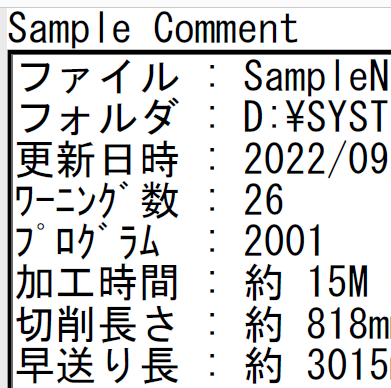 Sample Comment
ファイル : SampleN
フォルダ : D:¥SYST
更新日時 : 2022/09
ﾜｰﾆﾝｸﾞ数 : 26
ﾌﾟﾛｸﾞﾗﾑ : 2001
加工時間 : 約 15M
切削長さ : 約 818mm
早送り長 : 約 3015